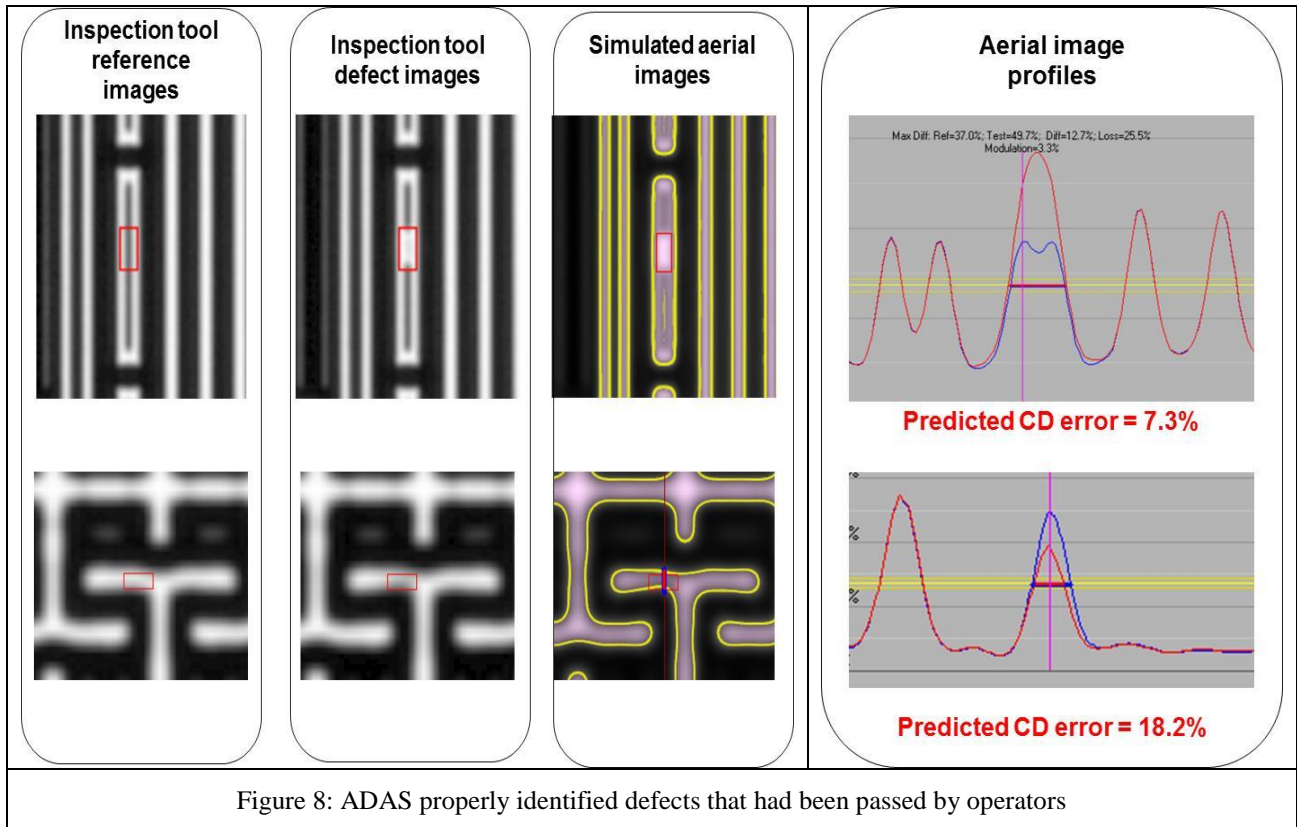 Inspection tool
reference
images
Inspection tool
defect images
Simulated aerial
images
Aerial image
profiles
Max Diff: Ref=37.0%; Test=49.7%; Diff=12.7%; Loss=25.5%
Modulation=3.3%
Predicted CD error = 7.3%
%
%
%
Predicted CD error = 18.2%
Figure 8: ADAS properly identified defects that had been passed by operators